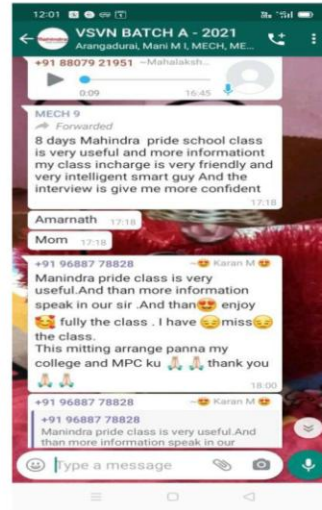 12:01
VSVN BATCH A - 2021
Arangadurai, Mani M I, MECH, ME...
+91 88079 21951 ~Mahalaksh...
0:09 16:45
MECH 9
Forwarded
8 days Mahindra pride school class
is very useful and more informationt
my class incharge is very friendly and
very intelligent smart guy And the
interview is give me more confident
17:18
Amarnath 17:18
Mom 17:18
+91 96887 78828 ~😍 Karan M 😍
Manindra pride class is very
useful.And than more information
speak in our sir .And than😍 enjoy
🥰 fully the class . I have 😔miss😔
the class.
This mitting arrange panna my
college and MPC ku 🙏🏻 🙏🏻 thank you
🙏🏻 🙏🏻
18:00
+91 96887 78828 ~😍 Karan M 😍
+91 96887 78828
Manindra pride class is very useful.And
than more information speak in our
Type a message